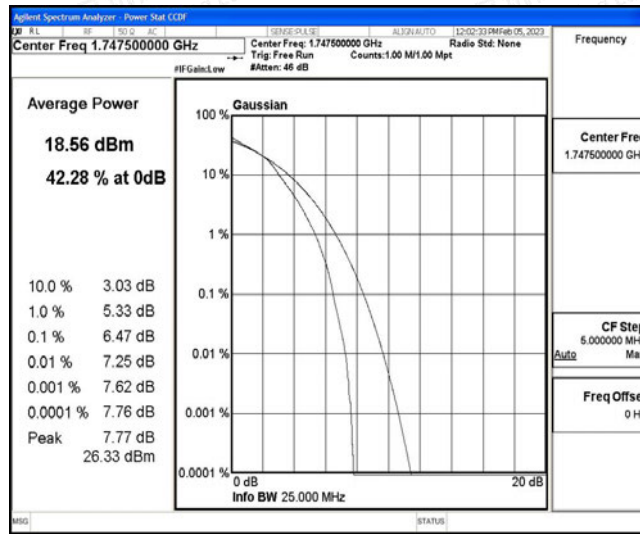 Agilent Spectrum Analyzer - Power Stat CCDF
RL RF 50 Ω AC SENSE:PULSE ALIGN AUTO 12:02:33 PM Feb 05, 2023
Center Freq 1.747500000 GHz
Center Freq: 1.747500000 GHz Radio Std: None
Trig: Free Run Counts:1.00 M/1.00 Mpt
#IFGain:Low #Atten: 46 dB
Frequency
Average Power
18.56 dBm
42.28 % at 0dB
10.0 % 3.03 dB
1.0 % 5.33 dB
0.1 % 6.47 dB
0.01 % 7.25 dB
0.001 % 7.62 dB
0.0001 % 7.76 dB
Peak 7.77 dB
26.33 dBm
Gaussian
100 %
10 %
1 %
0.1 %
0.01 %
0.001 %
0.0001 %
0 dB 20 dB
Info BW 25.000 MHz
Center Fre
1.747500000 GH
CF Step
5.000000 MH
Auto Ma
Freq Offse
0 H
MSG STATUS